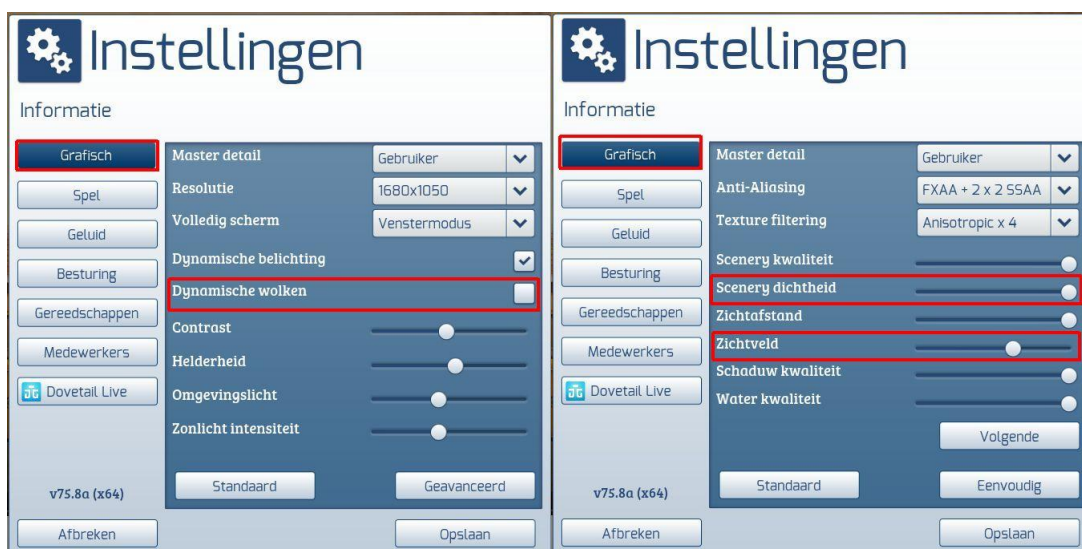 Instellingen
Informatie
Grafisch
Spel
Geluid
Besturing
Gereedschappen
Medewerkers
Dovetail Live
v75.8a (x64)
Master detail Gebruiker
Resolutie 1680x1050
Volledig scherm Venstermodus
Dynamische belichting
Dynamische wolken
Contrast
Helderheid
Omgevingslicht
Zonlicht intensiteit
Standaard Geavanceerd
Afbreken Opslaan
Instellingen
Informatie
Grafisch
Spel
Geluid
Besturing
Gereedschappen
Medewerkers
Dovetail Live
v75.8a (x64)
Master detail Gebruiker
Anti-Aliasing FXAA + 2 x 2 SSAA
Texture filtering Anisotropic x 4
Scenery kwaliteit
Scenery dichtheid
Zichtafstand
Zichtveld
Schaduw kwaliteit
Water kwaliteit
Volgende
Standaard Eenvoudig
Afbreken Opslaan